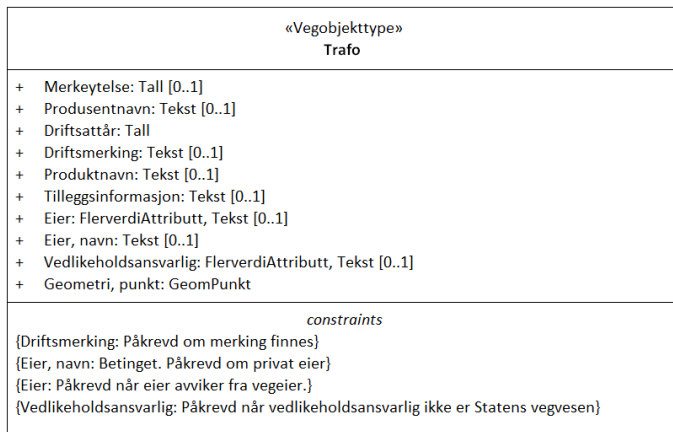 «Vegobjekttype»
Trafo
+ Merkeytelse: Tall [0..1]
+ Produsentnavn: Tekst [0..1]
+ Driftsattår: Tall
+ Driftsmerking: Tekst [0..1]
+ Produktnavn: Tekst [0..1]
+ Tilleggsinformasjon: Tekst [0..1]
+ Eier: FlerverdiAttributt, Tekst [0..1]
+ Eier, navn: Tekst [0..1]
+ Vedlikeholdsansvarlig: FlerverdiAttributt, Tekst [0..1]
+ Geometri, punkt: GeomPunkt
constraints
{Driftsmerking: Påkrevd om merking finnes}
{Eier, navn: Betinget. Påkrevd om privat eier}
{Eier: Påkrevd når eier avviker fra vegeier.}
{Vedlikeholdsansvarlig: Påkrevd når vedlikeholdsansvarlig ikke er Statens vegvesen}